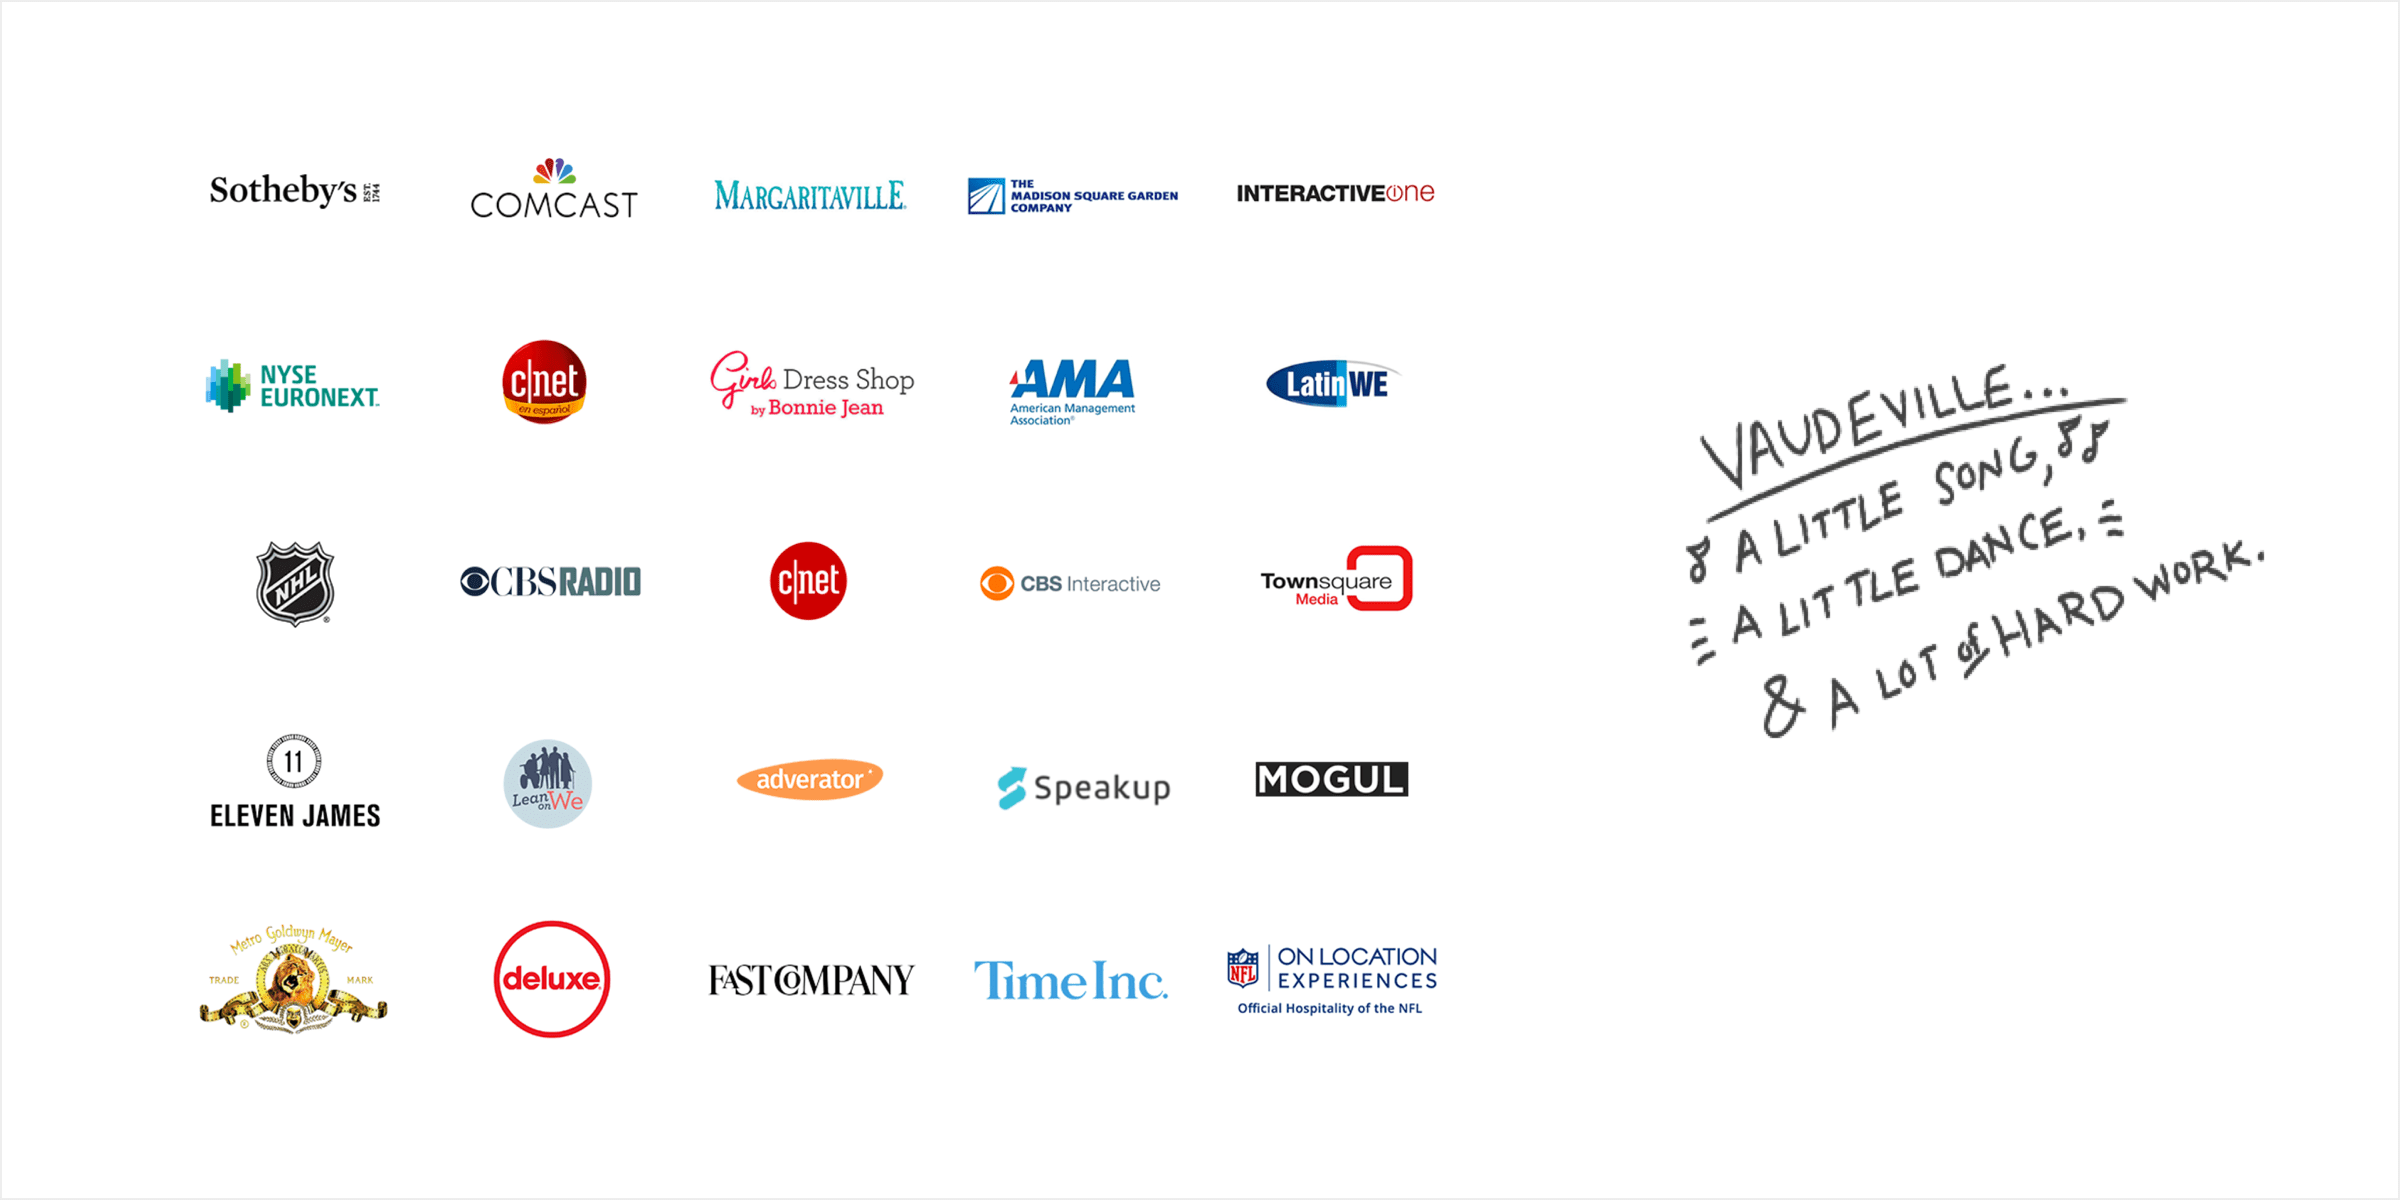 Sotheby's EST. 1744
COMCAST
MARGARITAVILLE
THE
MADISON SQUARE GARDEN
COMPANY
INTERACTIVEone
NYSE
EURONEXT™
c|net
en español
Girls Dress Shop
by Bonnie Jean
AMA
American Management
Association®
LatinWE
NHL®
CBS RADIO
c|net
CBS Interactive
Townsquare
Media
11
ELEVEN JAMES
Lean
on We
adverator
Speakup
MOGUL
Metro Goldwyn Mayer
TRADE MARK
®
deluxe.
FAST COMPANY
Time Inc.
NFL
ON LOCATION
EXPERIENCES
Official Hospitality of the NFL
VAUDEVILLE...
A LITTLE SONG,
A LITTLE DANCE,
& A LOT of HARD WORK.